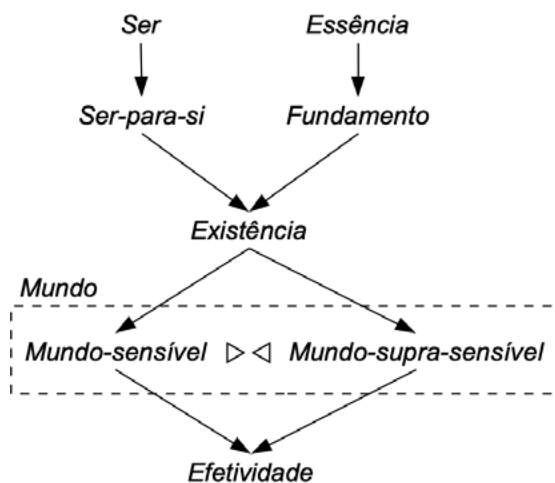 Ser Essência
Ser-para-si Fundamento
Existência
Mundo
Mundo-sensível Mundo-supra-sensível
Efetividade